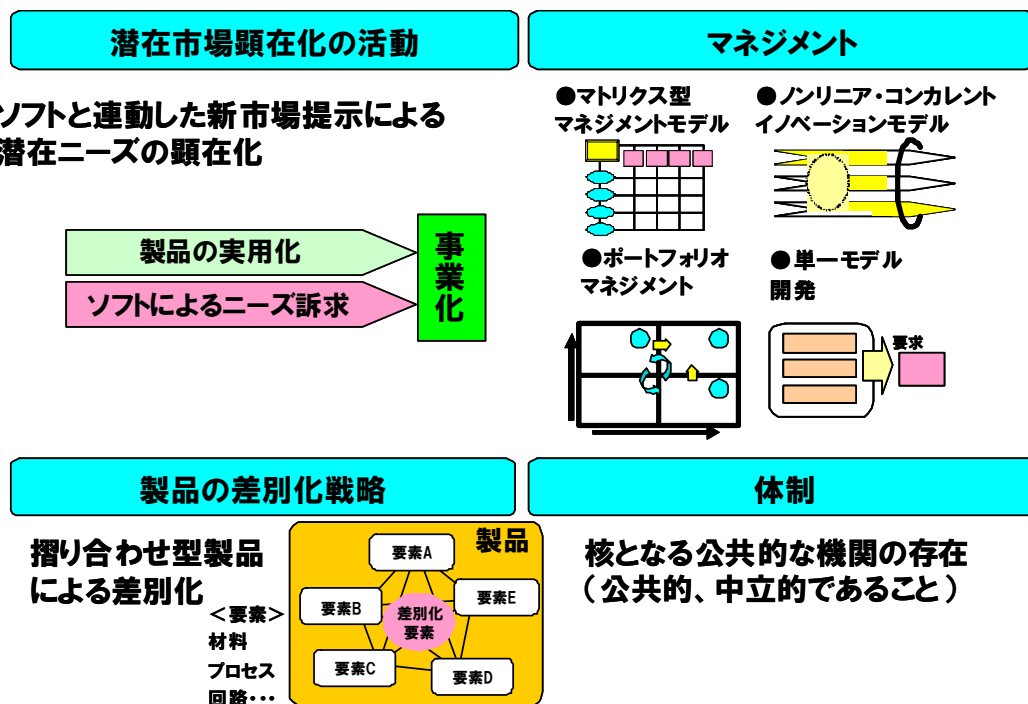 潜在市場顕在化の活動
ソフトと連動した新市場提示による
潜在ニーズの顕在化
製品の実用化
ソフトによるニーズ訴求
事業化
マネジメント
●マトリクス型
マネジメントモデル
●ノンリニア・コンカレント
イノベーションモデル
●ポートフォリオ
マネジメント
●単一モデル
開発
要求
製品の差別化戦略
摺り合わせ型製品
による差別化
＜要素＞
材料
プロセス
回路・・・
製品
要素A
要素B
要素E
差別化
要素
要素C
要素D
体制
核となる公共的な機関の存在
（公共的、中立的であること）